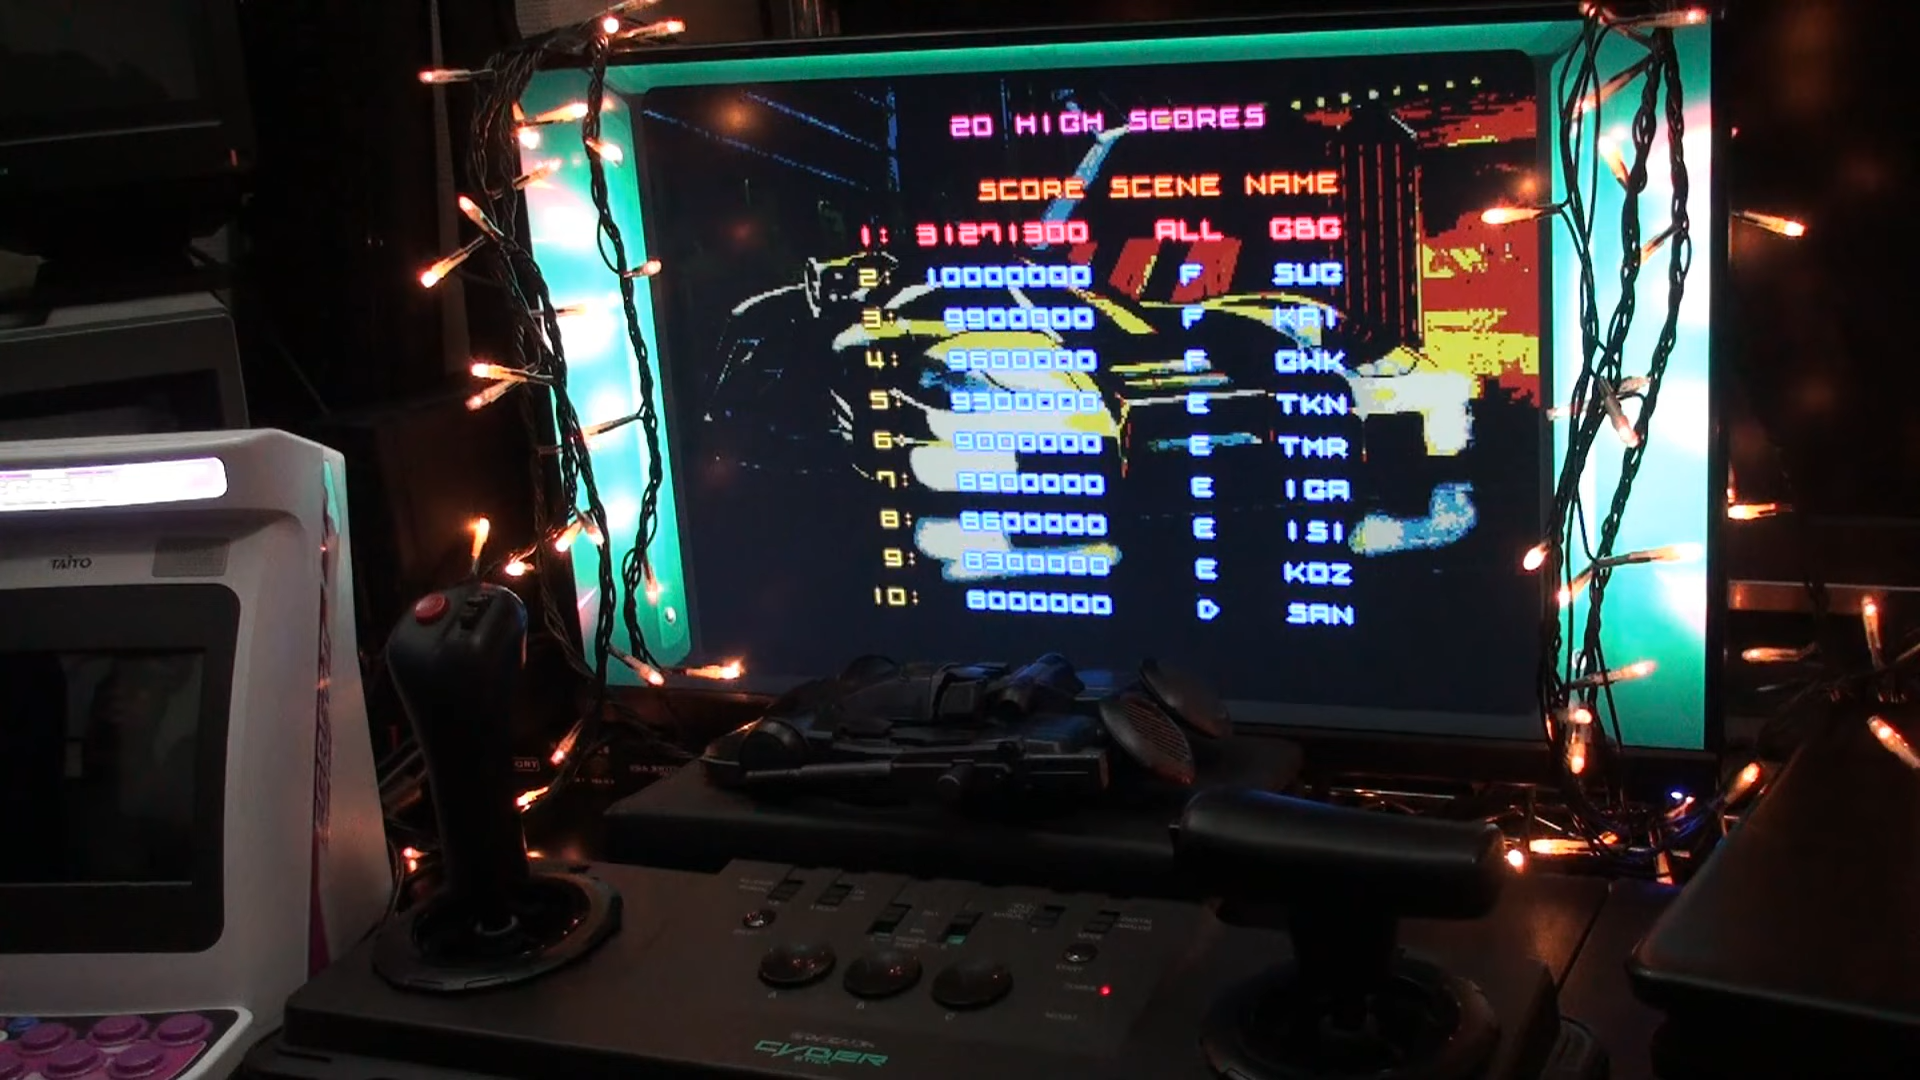 20 HIGH SCORES
SCORE SCENE NAME
1: 31271300 ALL GBG
2: 10000000 F SUG
3: 9900000 F KAI
4: 9600000 F GWK
5: 9300000 E TKN
6: 9000000 E TMR
7: 8900000 E IGA
8: 8600000 E ISI
9: 8300000 E KOZ
10: 8000000 D SAN
TAITO
A B C
CYBER
STICK